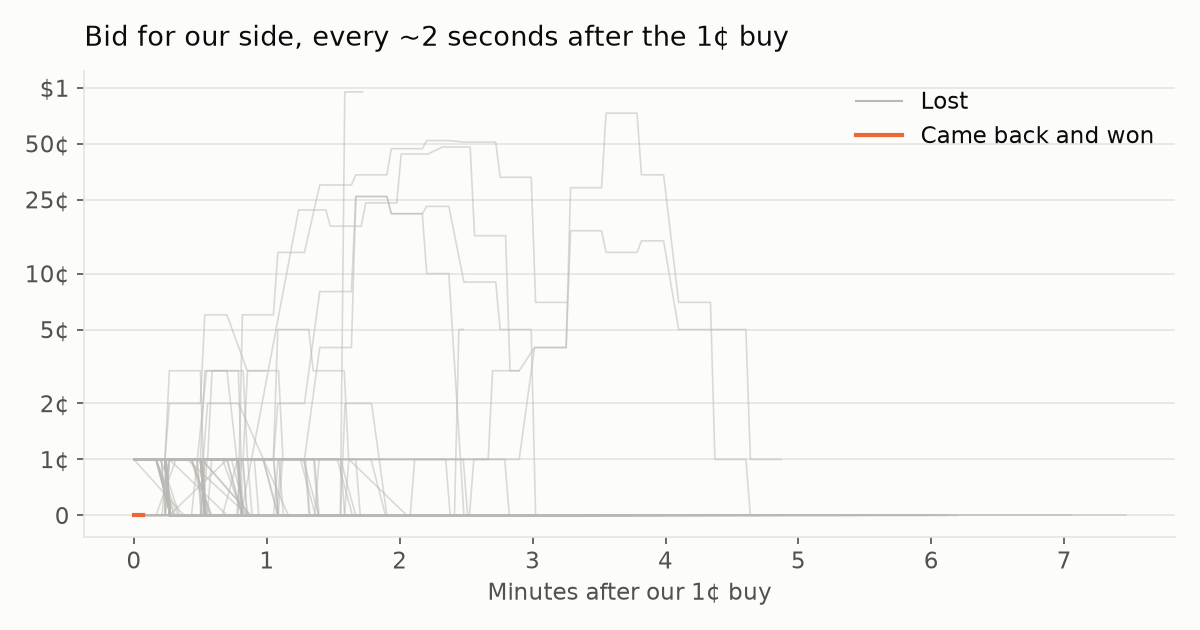 Bid for our side, every ~2 seconds after the 1¢ buy
$1
50¢
25¢
10¢
5¢
2¢
1¢
0
Lost
Came back and won
0 1 2 3 4 5 6 7
Minutes after our 1¢ buy